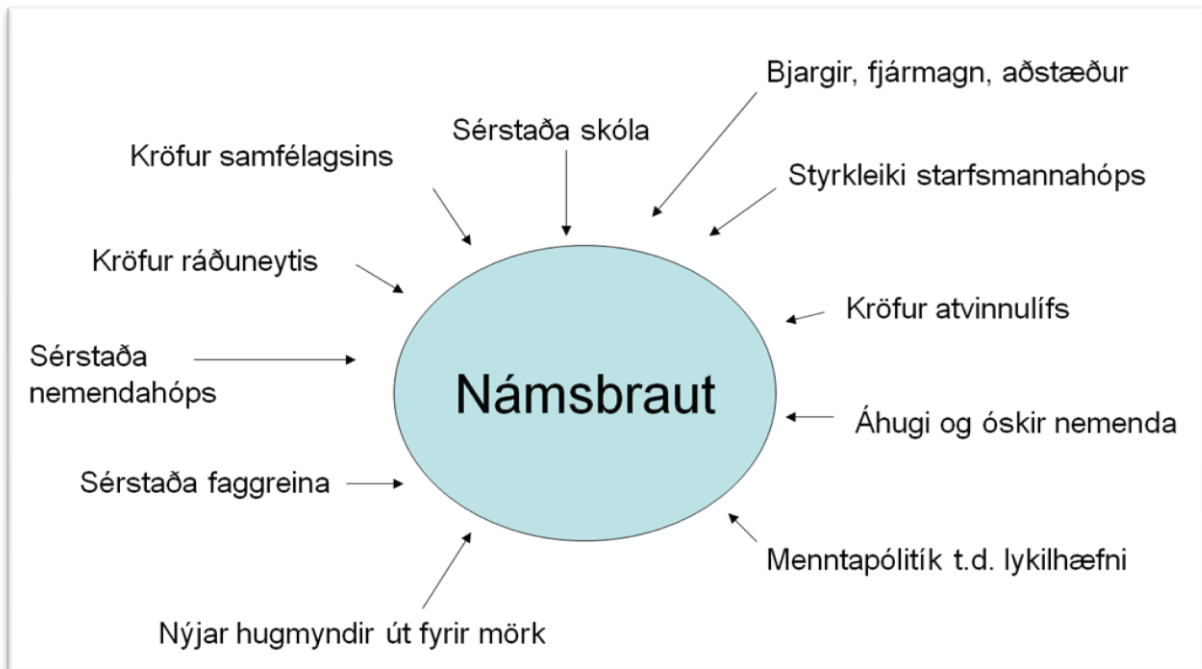 Bjargir, fjármagn, aðstæður
Sérstaða skóla
Kröfur samfélagsins
Styrkleiki starfsmannahóps
Kröfur ráðuneytis
Kröfur atvinnulífs
Sérstaða
nemendahóps
Námsbraut
Áhugi og óskir nemenda
Sérstaða faggreina
Menntapólitík t.d. lykilhæfni
Nýjar hugmyndir út fyrir mörk